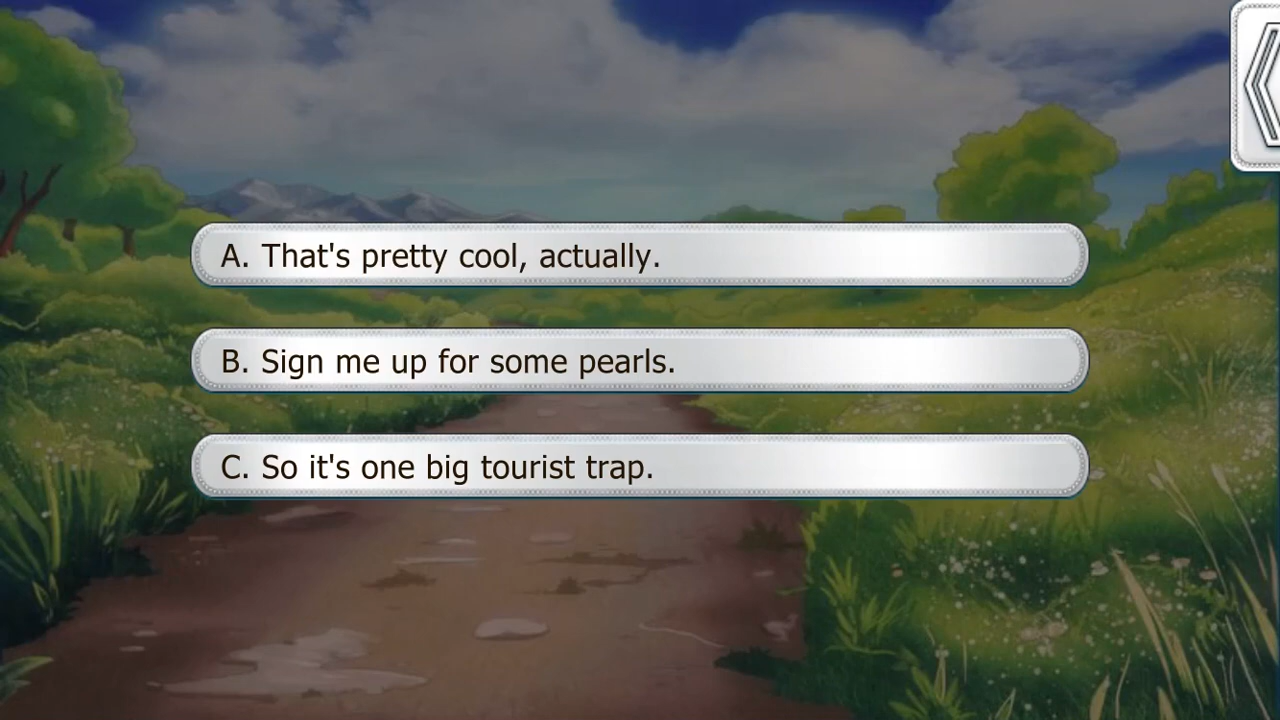 A. That's pretty cool, actually.
B. Sign me up for some pearls.
C. So it's one big tourist trap.